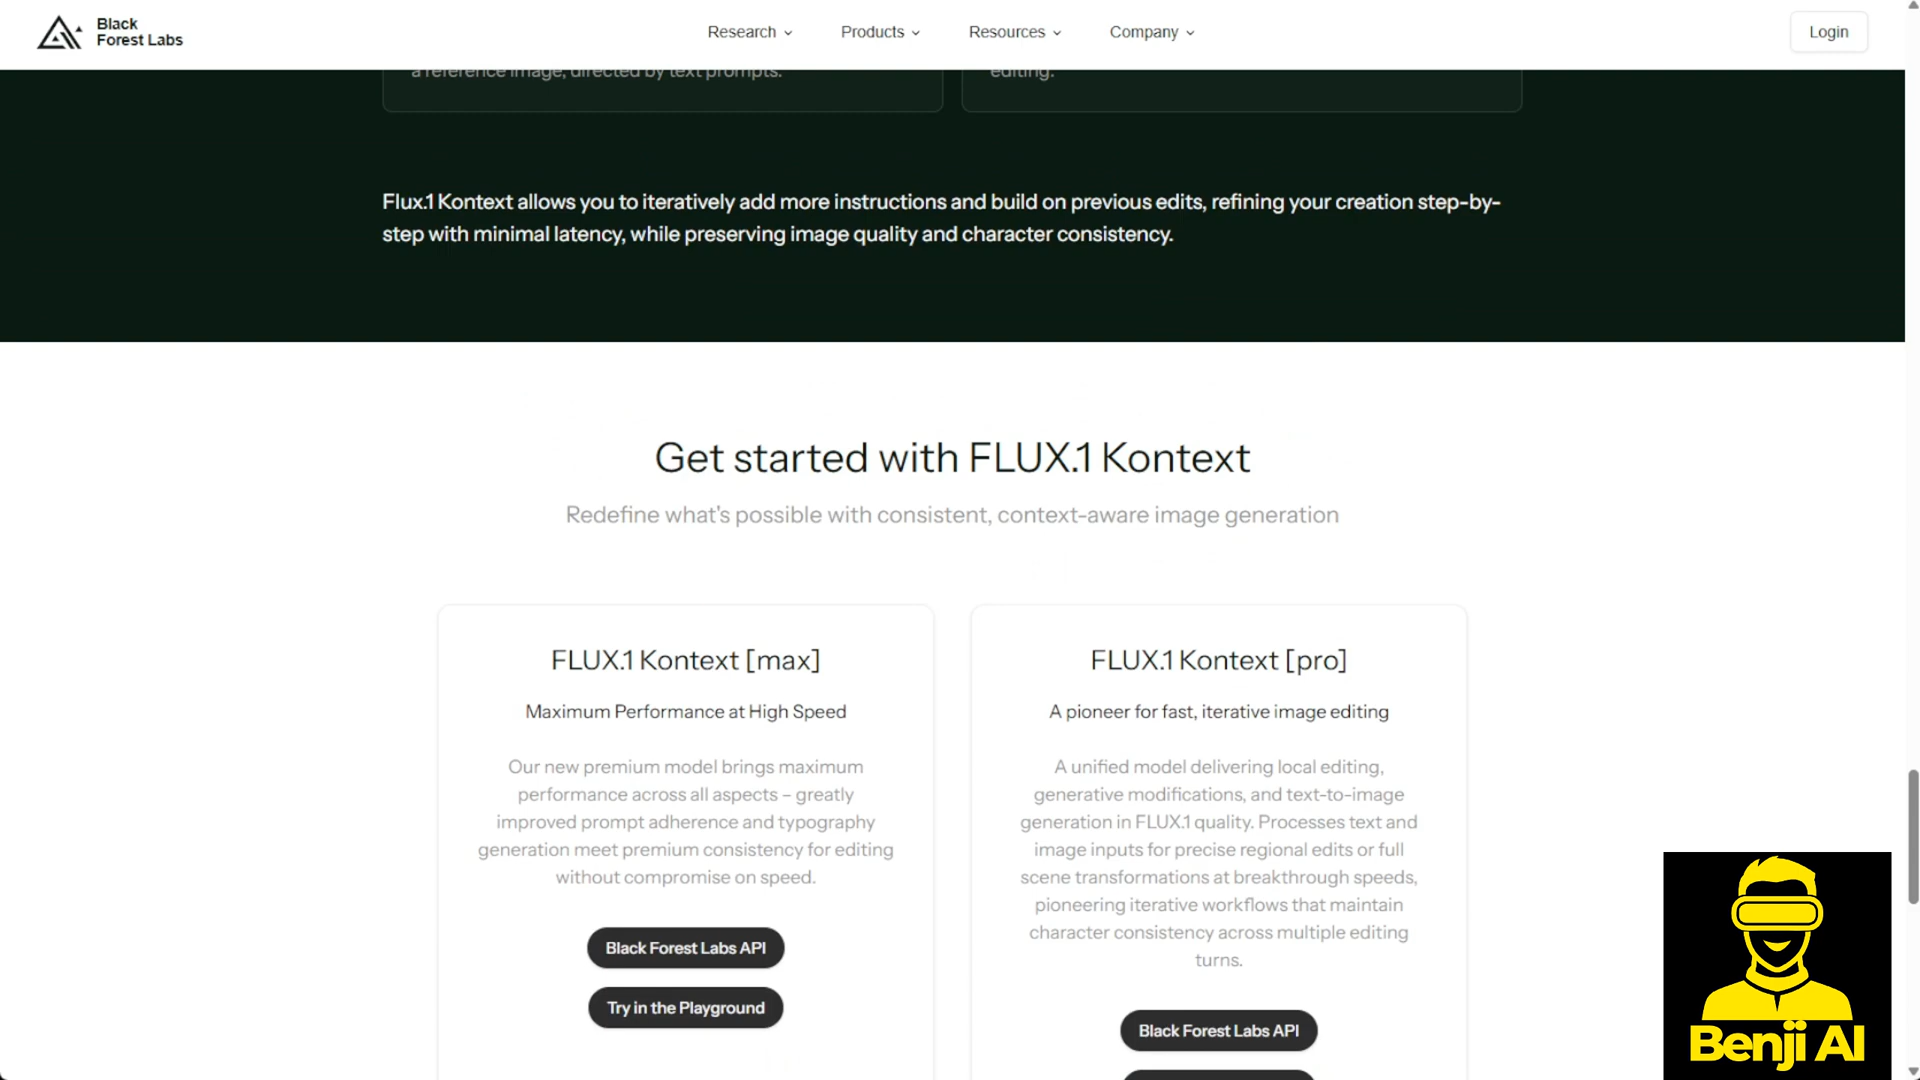 Black
Forest Labs
Research
Products
Resources
Company
Login
a reference image, directed by text prompts.
editing.
Flux.1 Kontext allows you to iteratively add more instructions and build on previous edits, refining your creation step-by-
step with minimal latency, while preserving image quality and character consistency.
Get started with FLUX.1 Kontext
Redefine what's possible with consistent, context-aware image generation
FLUX.1 Kontext [max]
Maximum Performance at High Speed
Our new premium model brings maximum
performance across all aspects – greatly
improved prompt adherence and typography
generation meet premium consistency for editing
without compromise on speed.
Black Forest Labs API
Try in the Playground
FLUX.1 Kontext [pro]
A pioneer for fast, iterative image editing
A unified model delivering local editing,
generative modifications, and text-to-image
generation in FLUX.1 quality. Processes text and
image inputs for precise regional edits or full
scene transformations at breakthrough speeds,
pioneering iterative workflows that maintain
character consistency across multiple editing
turns.
Black Forest Labs API
Benji AI